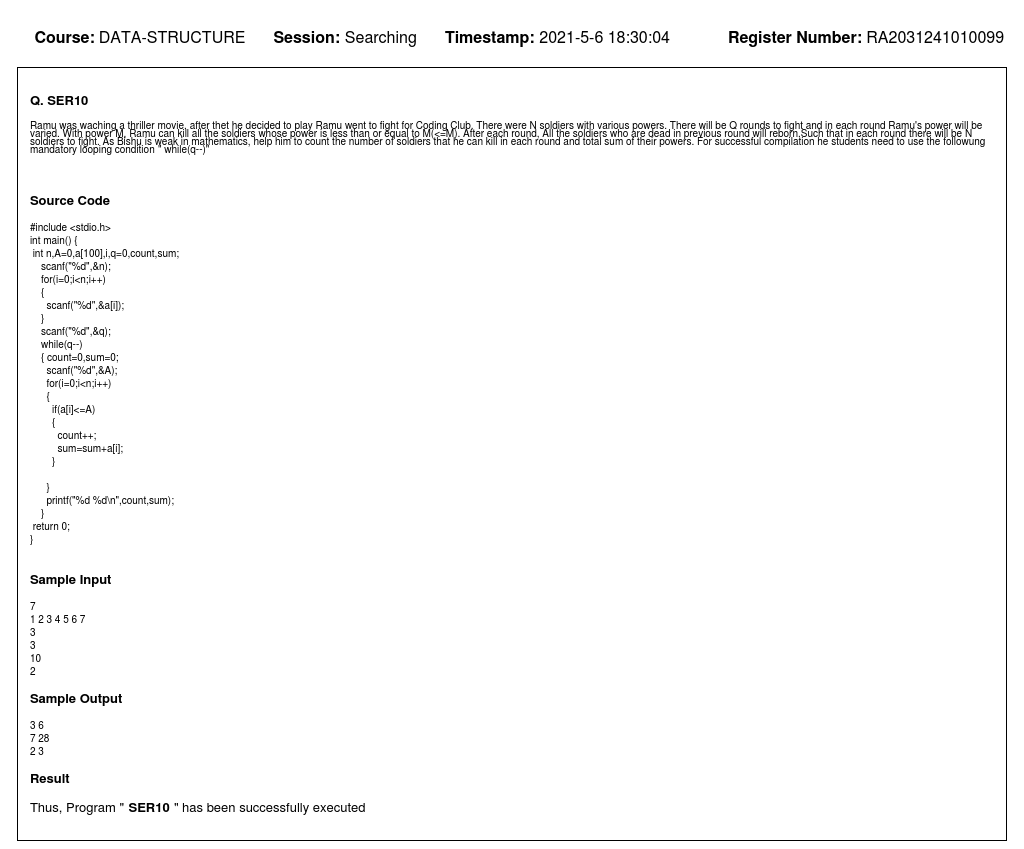 Course: DATA-STRUCTURE Session: Searching Timestamp: 2021-5-6 18:30:04 Register Number: RA2031241010099
Q. SER10
Ramu was waching a thriller movie, after thet he decided to play Ramu went to fight for Coding Club. There were N soldiers with various powers. There will be Q rounds to fight and in each round Ramu's power will be
varied. With power M, Ramu can kill all the soldiers whose power is less than or equal to M(<=M). After each round, All the soldiers who are dead in previous round will reborn.Such that in each round there will be N
soldiers to fight. As Bishu is weak in mathematics, help him to count the number of soldiers that he can kill in each round and total sum of their powers. For successful compilation he students need to use the followung
mandatory looping condition " while(q--)"
Source Code
#include <stdio.h>
int main() {
int n,A=0,a[100],i,q=0,count,sum;
scanf("%d",&n);
for(i=0;i<n;i++)
{
scanf("%d",&a[i]);
}
scanf("%d",&q);
while(q--)
{ count=0,sum=0;
scanf("%d",&A);
for(i=0;i<n;i++)
{
if(a[i]<=A)
{
count++;
sum=sum+a[i];
}
}
printf("%d %d\n",count,sum);
}
return 0;
}
Sample Input
7
1 2 3 4 5 6 7
3
3
10
2
Sample Output
3 6
7 28
2 3
Result
Thus, Program " SER10 " has been successfully executed